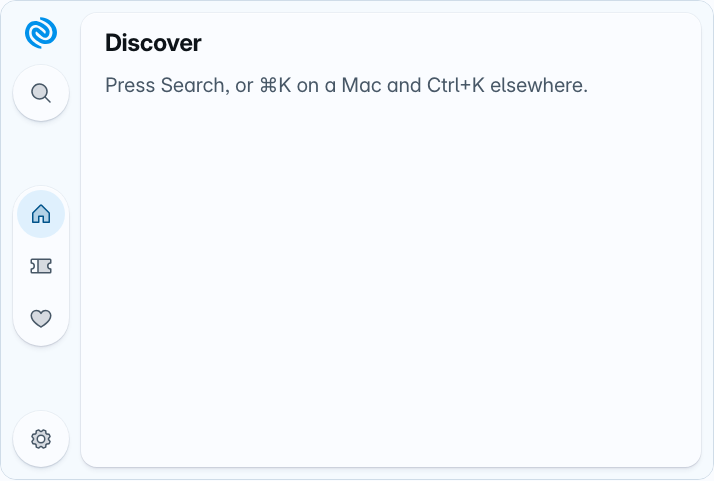 Discover
Press Search, or ⌘K on a Mac and Ctrl+K elsewhere.